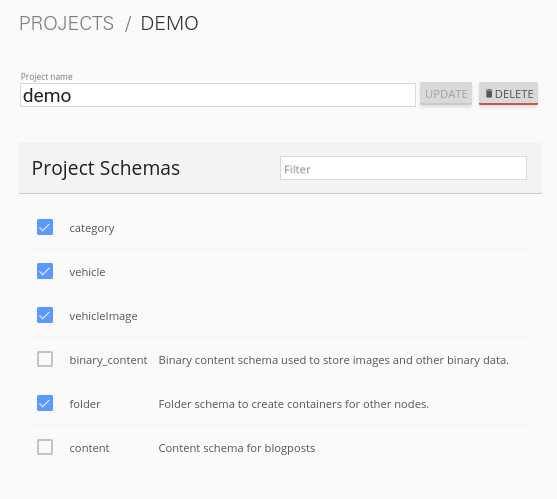 PROJECTS / DEMO
Project name
demo
UPDATE DELETE
Project Schemas
Filter
category
vehicle
vehicleImage
binary_content Binary content schema used to store images and other binary data.
folder Folder schema to create containers for other nodes.
content Content schema for blogposts